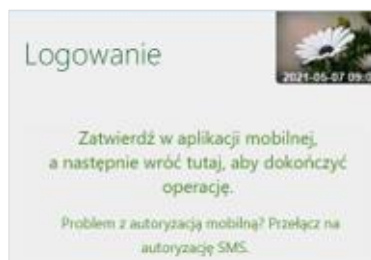 Logowanie
2021-05-07 09:0
Zatwierdź w aplikacji mobilnej,
a następnie wróć tutaj, aby dokończyć
operację.
Problem z autoryzacją mobilną? Przełącz na
autoryzację SMS.